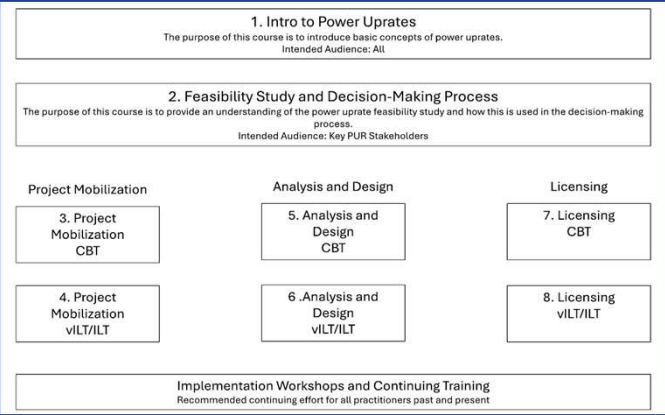 1. Intro to Power Uprates
The purpose of this course is to introduce basic concepts of power uprates.
Intended Audience: All
2. Feasibility Study and Decision-Making Process
The purpose of this course is to provide an understanding of the power uprate feasibility study and how this is used in the decision-making
process.
Intended Audience: Key PUR Stakeholders
Project Mobilization
Analysis and Design
Licensing
3. Project
Mobilization
CBT
5. Analysis and
Design
CBT
7. Licensing
CBT
4. Project
Mobilization
vILT/ILT
6 .Analysis and
Design
vILT/ILT
8. Licensing
vILT/ILT
Implementation Workshops and Continuing Training
Recommended continuing effort for all practitioners past and present